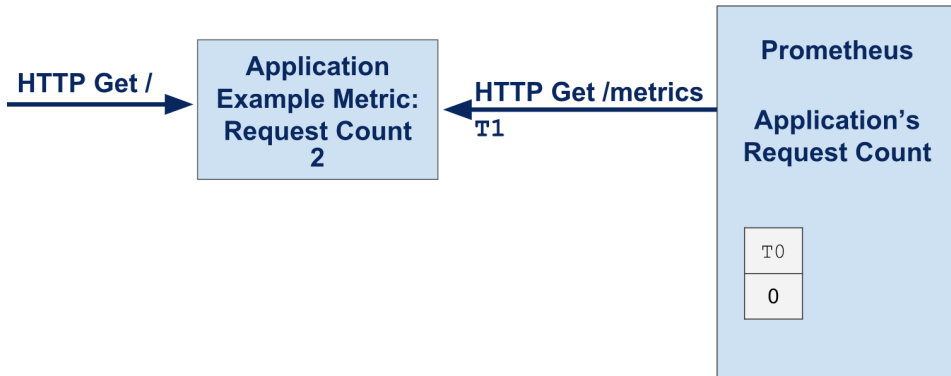 HTTP Get /
Application
Example Metric:
Request Count
2
HTTP Get /metrics
T1
Prometheus
Application's
Request Count
T0
0